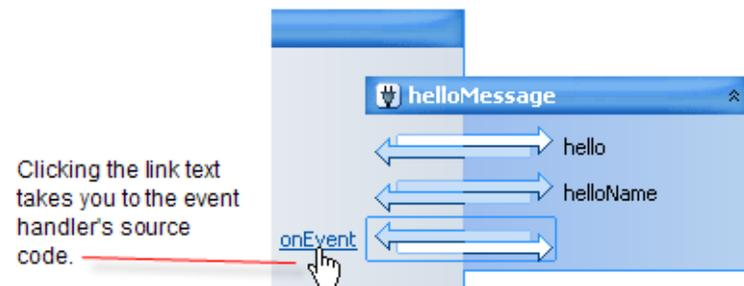 helloMessage
hello
helloName
onEvent
Clicking the link text
takes you to the event
handler's source
code.